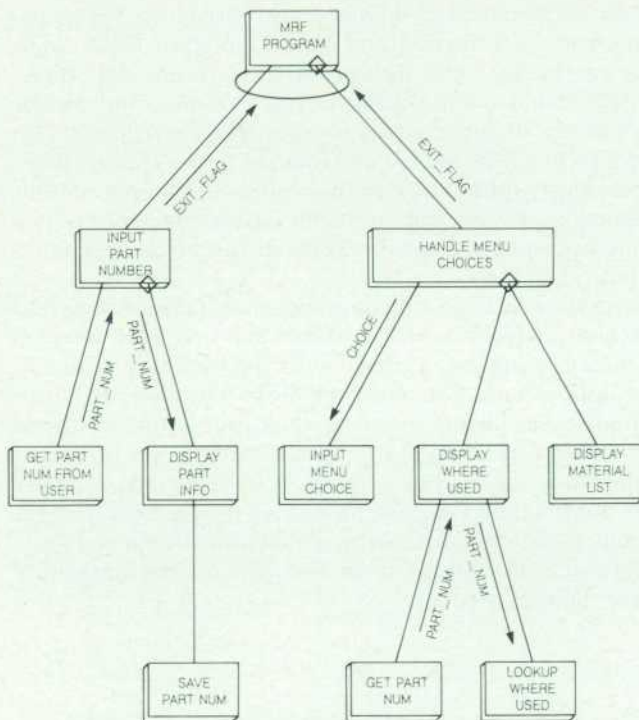 MRF
PROGRAM
EXIT_FLAG
EXIT_FLAG
INPUT
PART
NUMBER
HANDLE MENU
CHOICES
PART_NUM
PART_NUM
CHOICE
GET PART
NUM FROM
USER
DISPLAY
PART
INFO
INPUT
MENU
CHOICE
DISPLAY
WHERE
USED
DISPLAY
MATERIAL
LIST
PART_NUM
PART_NUM
SAVE
PART NUM
GET PART
NUM
LOOKUP
WHERE
USED